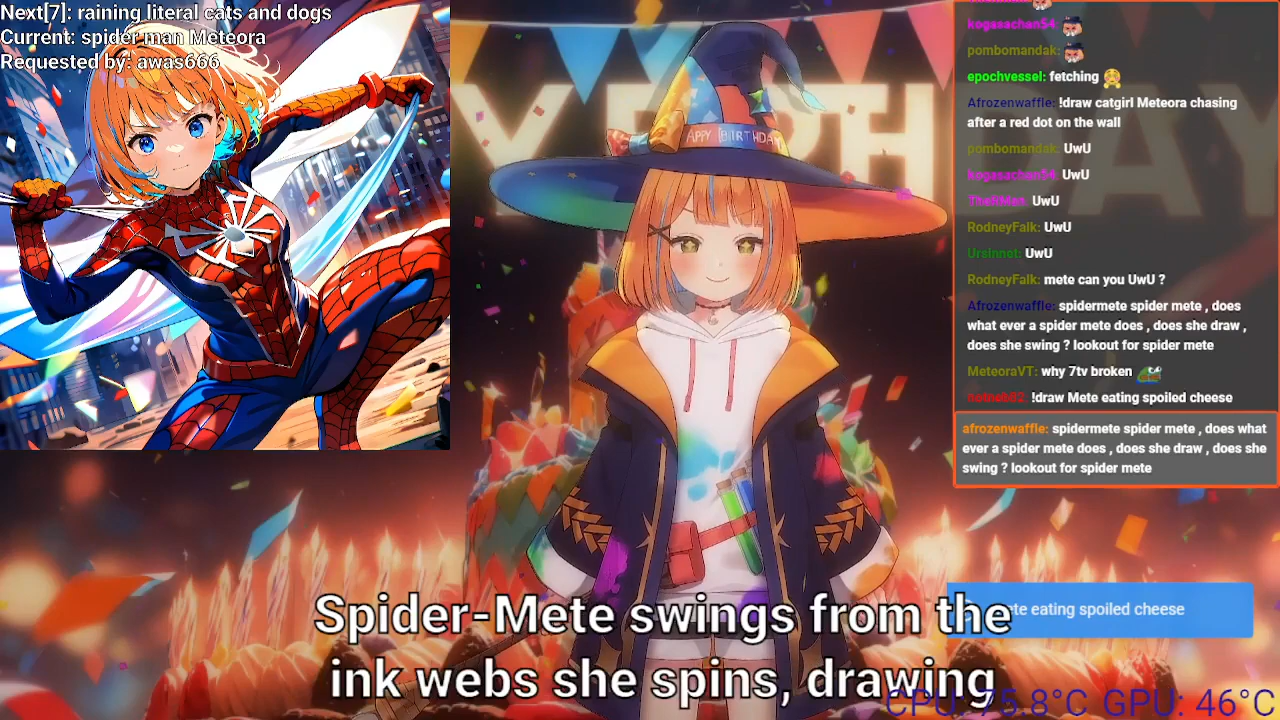 Next[7]: raining literal cats and dogs
Current: spider man Meteora
Requested by: awas666
Y RTHDAY
APPY BIRTHDAY
kogasachan54:
pombomandak:
epochvessel: fetching
Afrozenwaffle: !draw catgirl Meteora chasing
after a red dot on the wall
pombomandak: UwU
kogasachan54: UwU
UwU
RodneyFalk: UwU
Ursinnet: UwU
RodneyFalk: mete can you UwU ?
Afrozenwaffle: spidermete spider mete , does
what ever a spider mete does , does she draw ,
does she swing ? lookout for spider mete
MeteoraVT: why 7tv broken
!draw Mete eating spoiled cheese
afrozenwaffle: spidermete spider mete , does what
ever a spider mete does , does she draw , does she
swing ? lookout for spider mete
ete eating spoiled cheese
Spider-Mete swings from the
ink webs she spins, drawing
CPU: 75.8°C GPU: 46°C